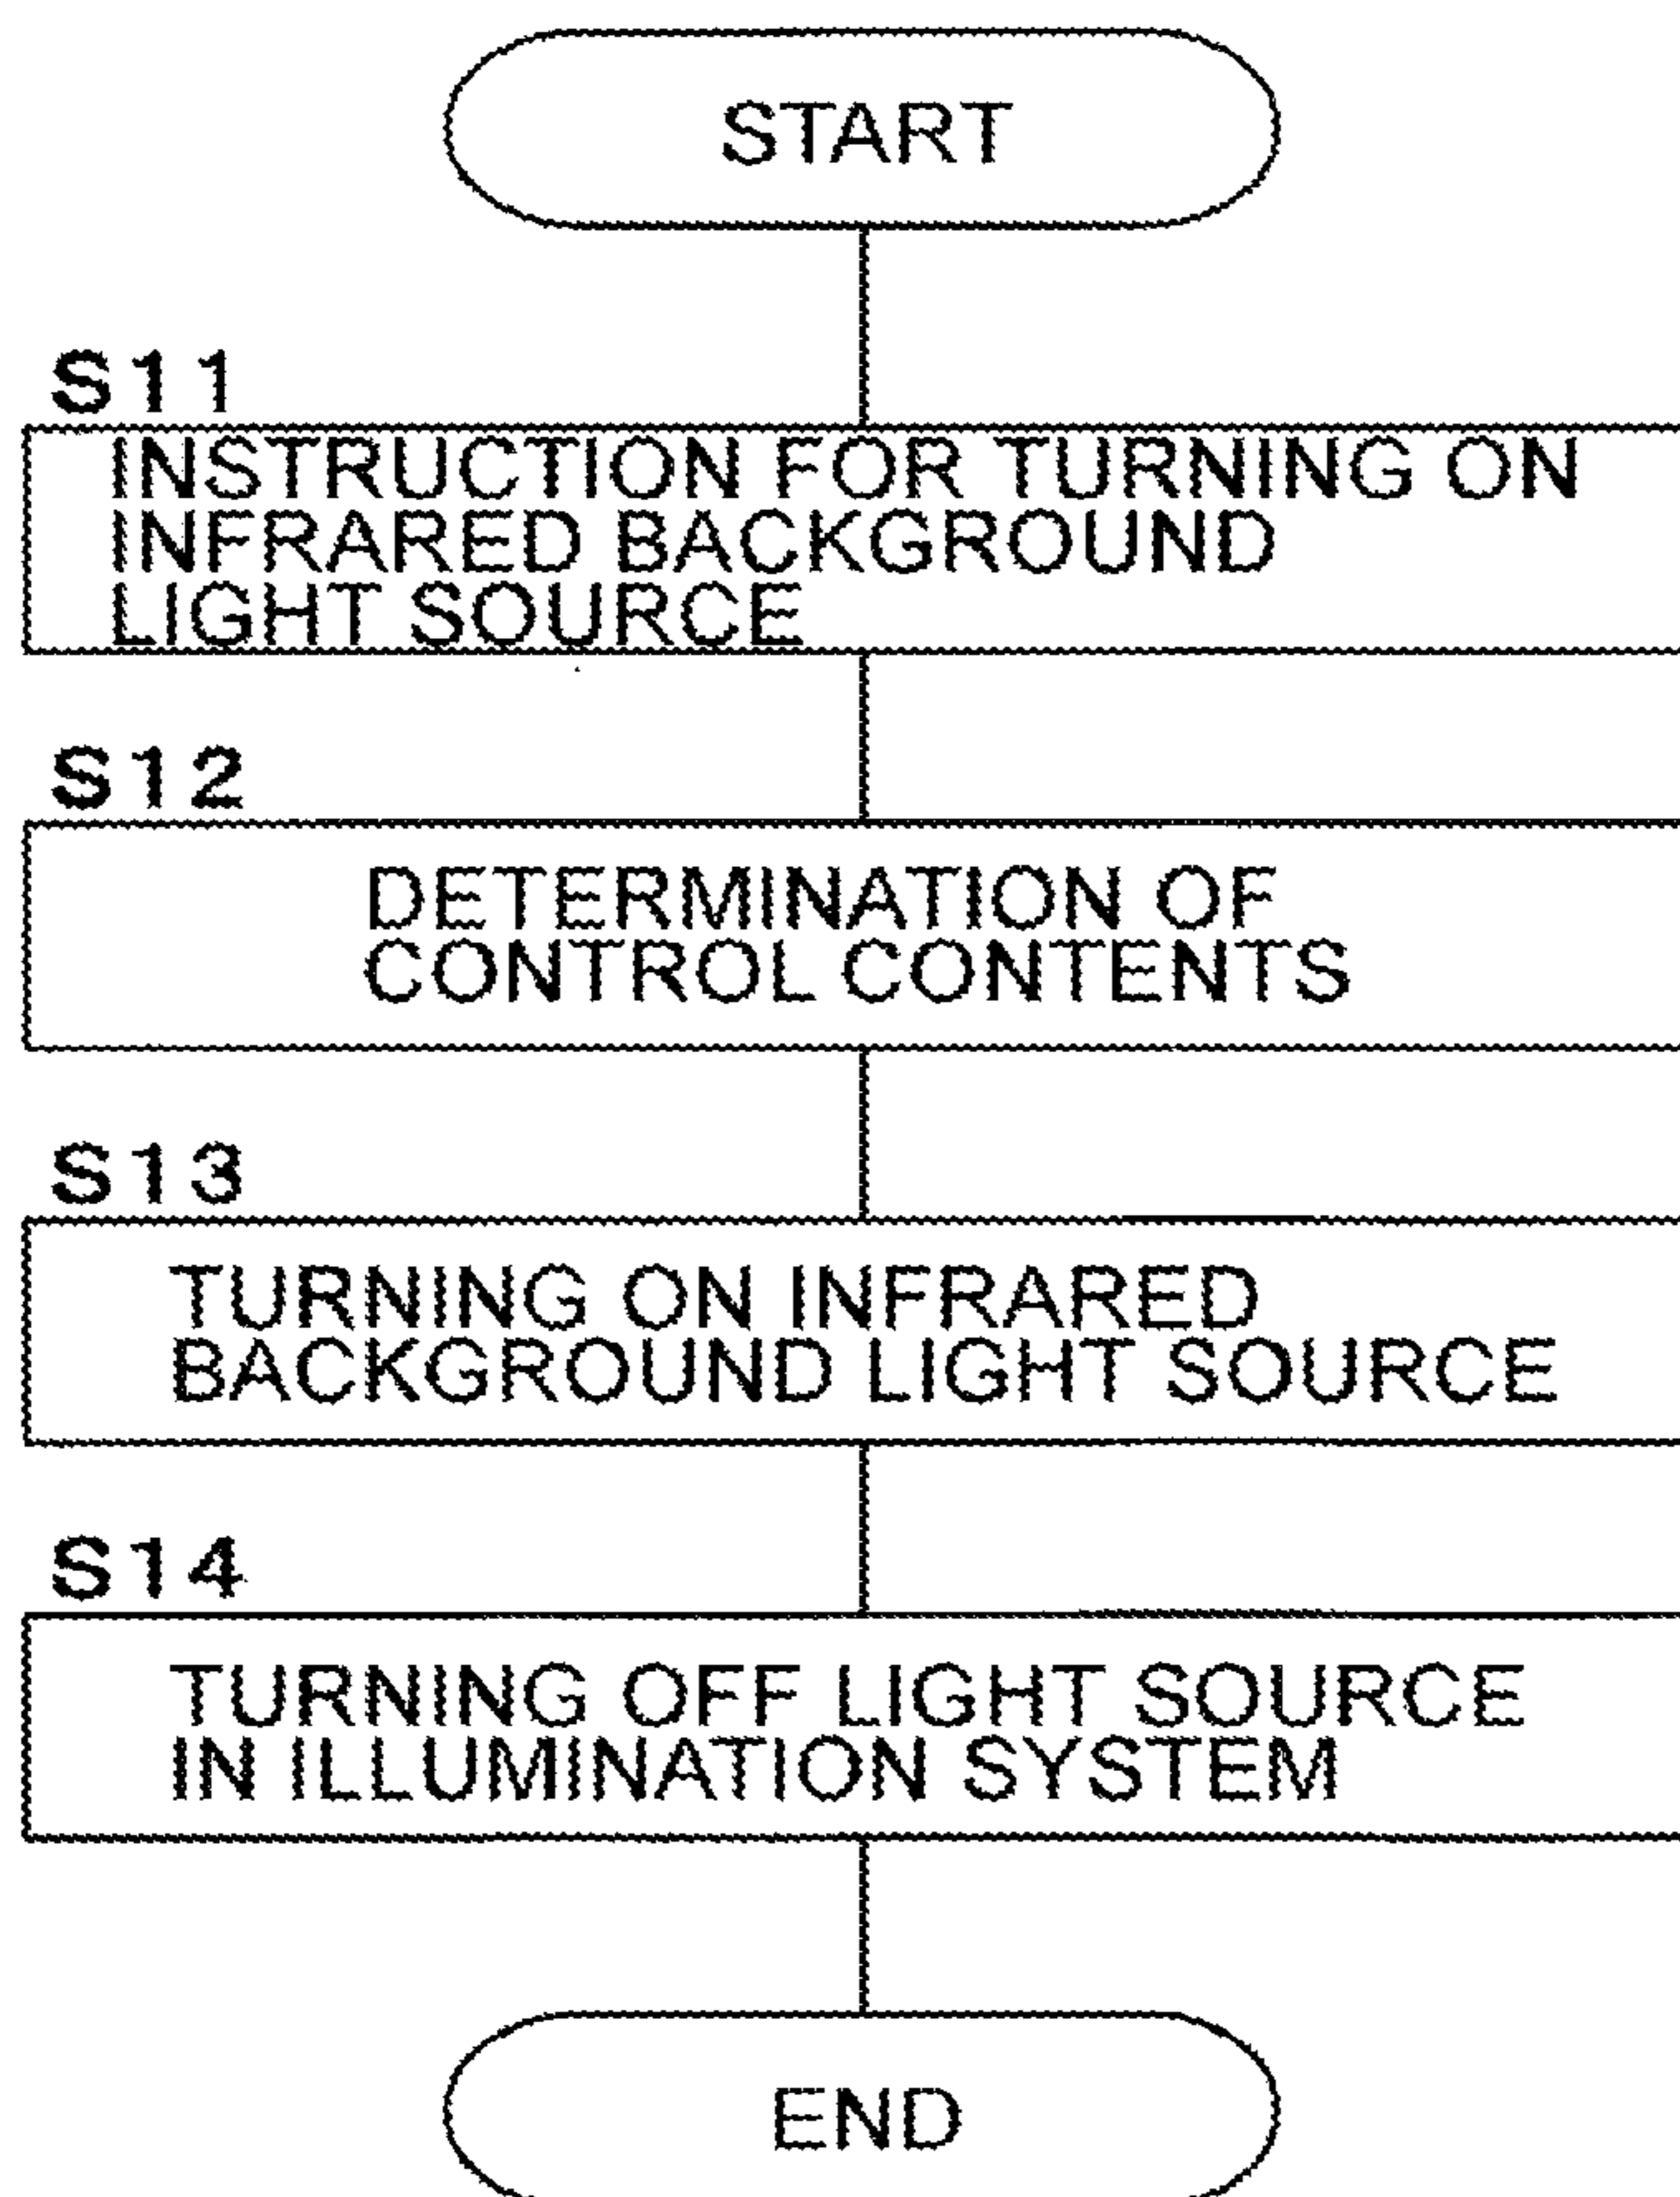 START
S11
INSTRUCTION FOR TURNING ON
INFRARED BACKGROUND
LIGHT SOURCE
S12
DETERMINATION OF
CONTROL CONTENTS
S13
TURNING ON INFRARED
BACKGROUND LIGHT SOURCE
S14
TURNING OFF LIGHT SOURCE
IN ILLUMINATION SYSTEM
END